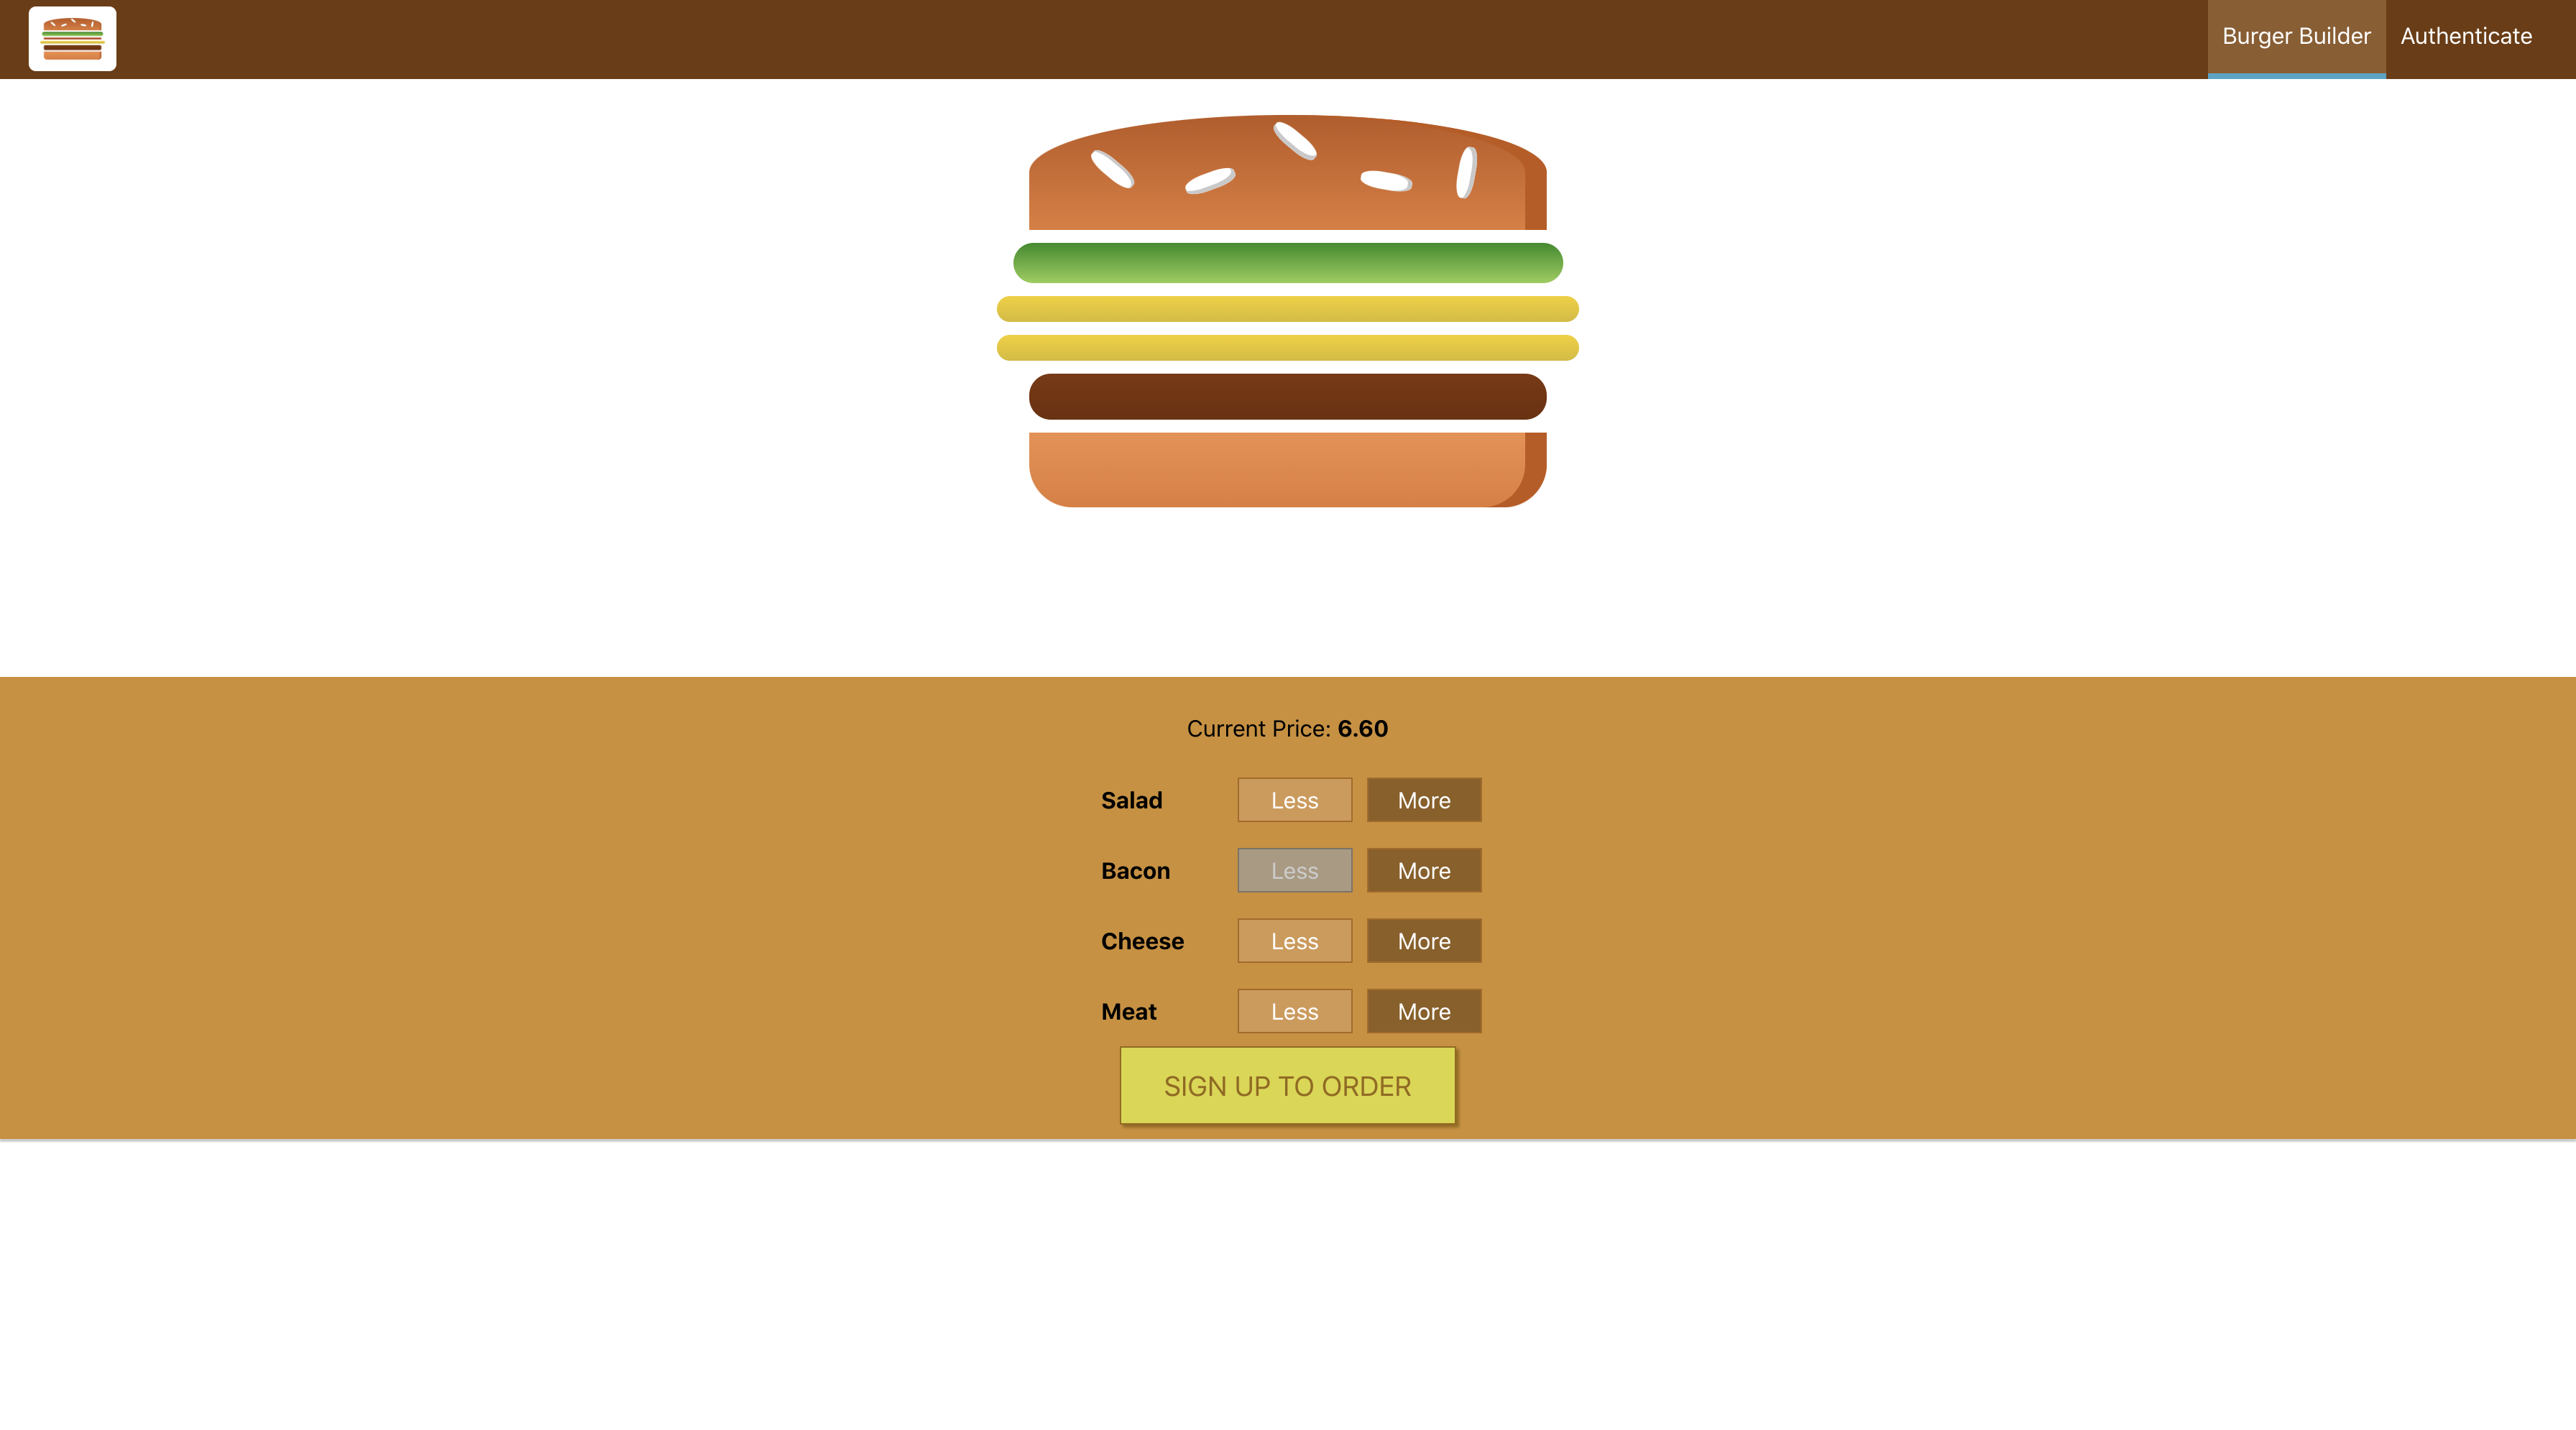 Burger Builder Authenticate
Current Price: 6.60
Salad Less More
Bacon Less More
Cheese Less More
Meat Less More
SIGN UP TO ORDER